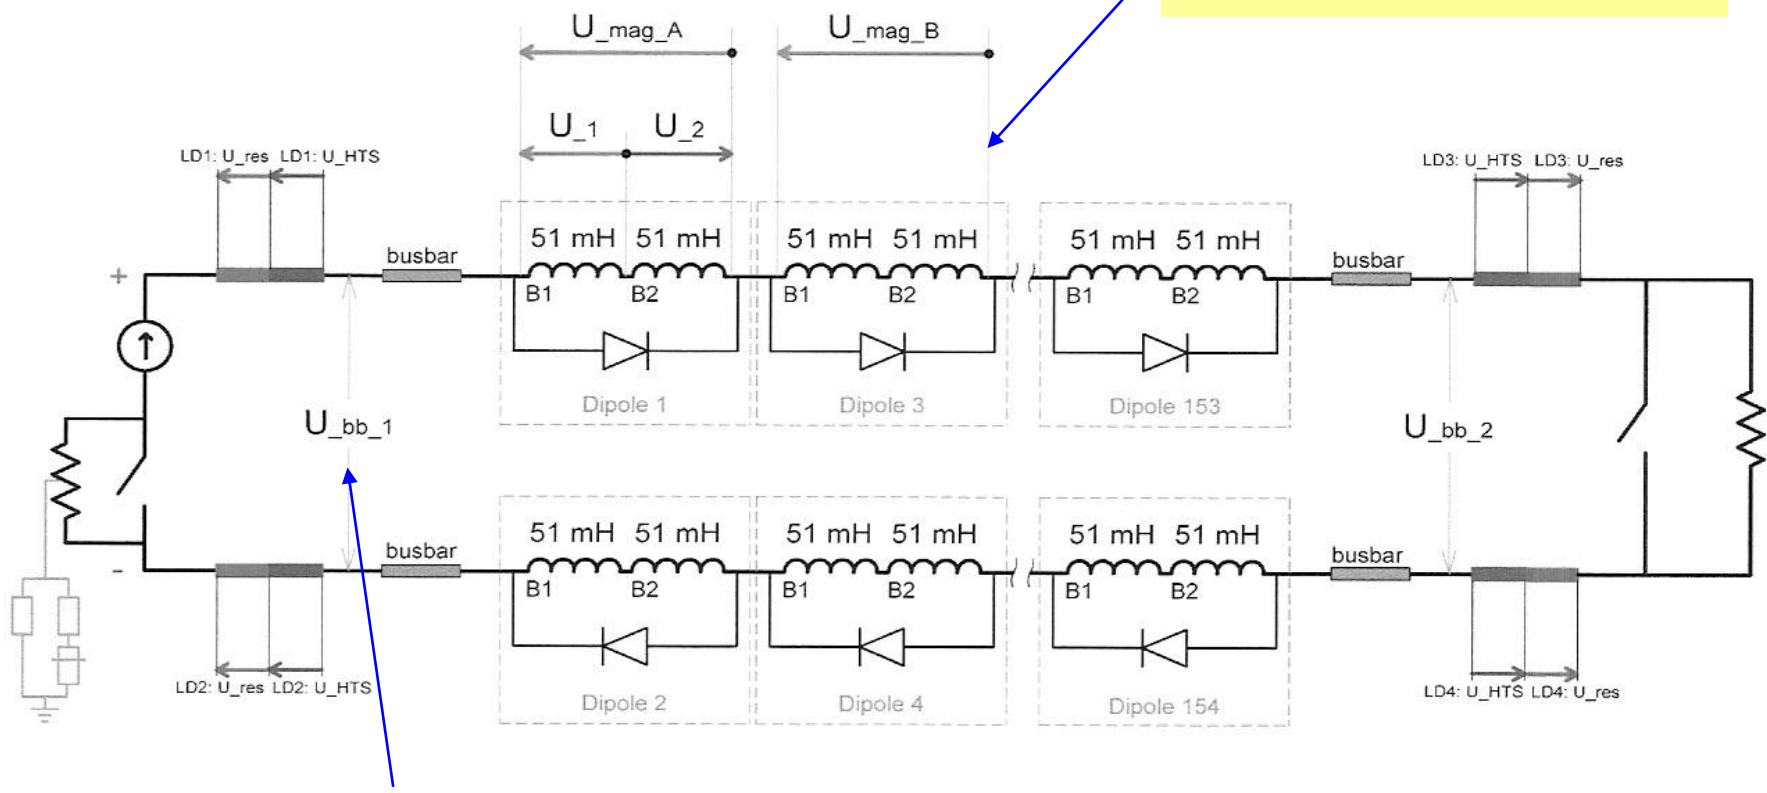 U_mag_A U_mag_B
U_1 U_2
LD1: U_res LD1: U_HTS
LD3: U_HTS LD3: U_res
51 mH 51 mH 51 mH 51 mH 51 mH 51 mH
busbar busbar
+
B1 B2 B1 B2 B1 B2
Dipole 1 Dipole 3 Dipole 153
U_bb_1 U_bb_2
51 mH 51 mH 51 mH 51 mH 51 mH 51 mH
busbar busbar
-
B1 B2 B1 B2 B1 B2
LD2: U_res LD2: U_HTS
LD4: U_HTS LD4: U_res
Dipole 2 Dipole 4 Dipole 154